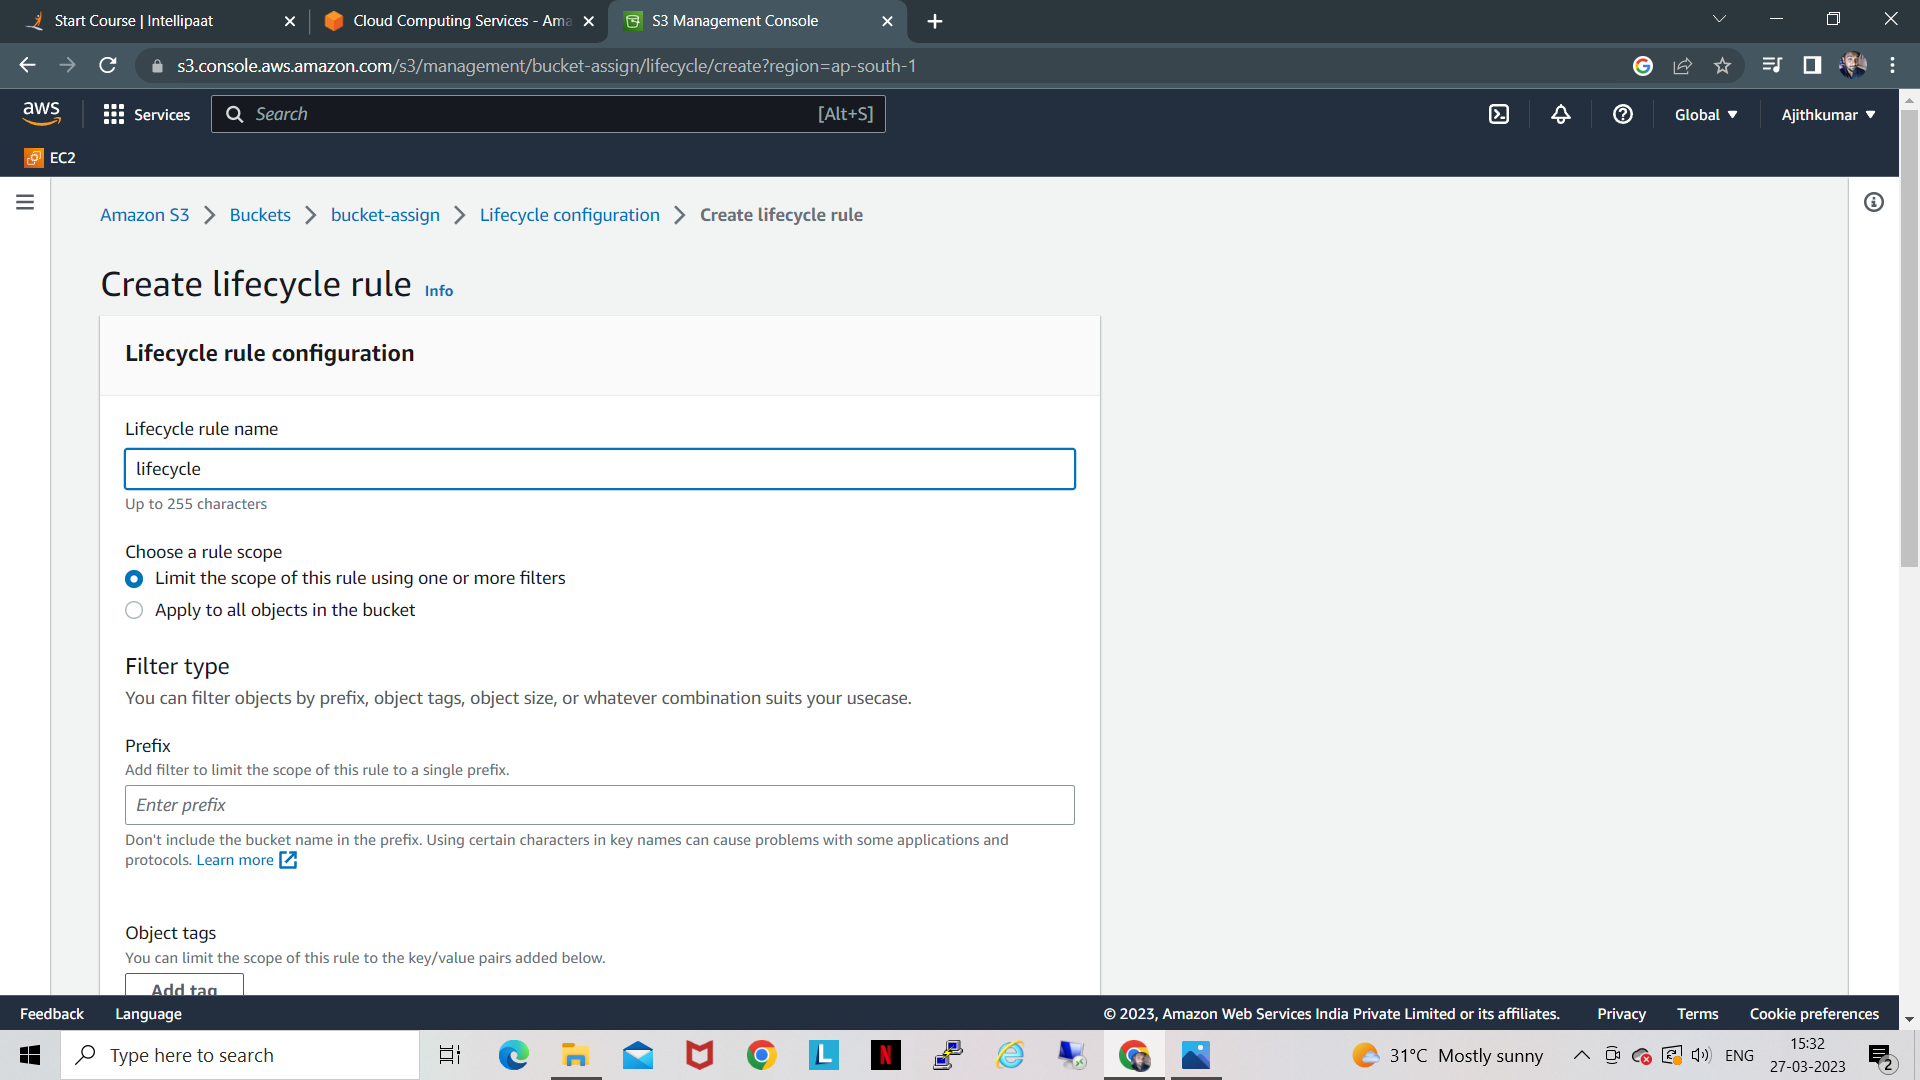 Start Course | Intellipaat
Cloud Computing Services - Ama
S3 Management Console
s3.console.aws.amazon.com/s3/management/bucket-assign/lifecycle/create?region=ap-south-1
aws
Services
Search
[Alt+S]
Global
Ajithkumar
EC2
Amazon S3 > Buckets > bucket-assign > Lifecycle configuration > Create lifecycle rule
Create lifecycle rule Info
Lifecycle rule configuration
Lifecycle rule name
lifecycle
Up to 255 characters
Choose a rule scope
Limit the scope of this rule using one or more filters
Apply to all objects in the bucket
Filter type
You can filter objects by prefix, object tags, object size, or whatever combination suits your usecase.
Prefix
Add filter to limit the scope of this rule to a single prefix.
Enter prefix
Don't include the bucket name in the prefix. Using certain characters in key names can cause problems with some applications and
protocols. Learn more
Object tags
You can limit the scope of this rule to the key/value pairs added below.
Add tag
Feedback
Language
© 2023, Amazon Web Services India Private Limited or its affiliates.
Privacy
Terms
Cookie preferences
Type here to search
L
N
31°C Mostly sunny
ENG
15:32
27-03-2023
2